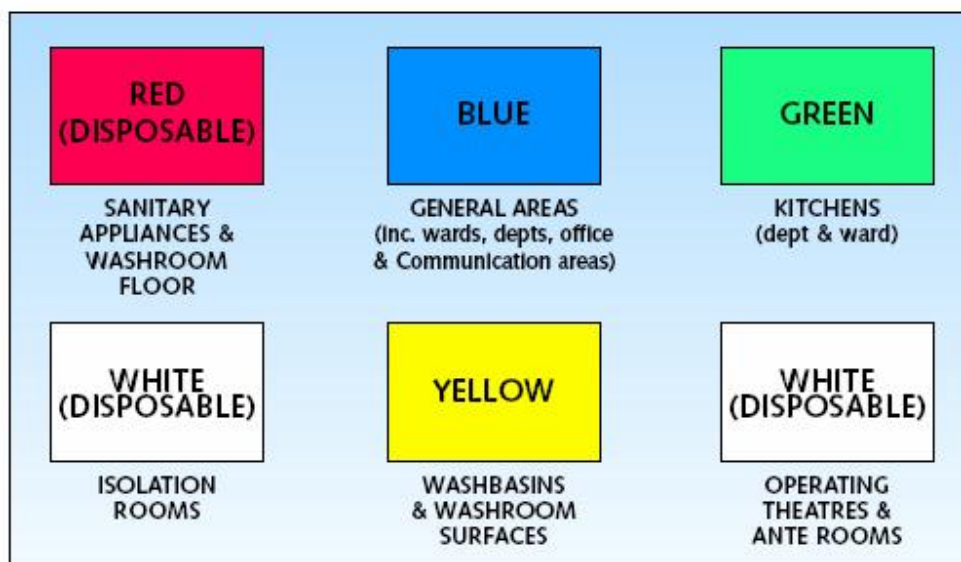 RED
(DISPOSABLE)
BLUE
GREEN
SANITARY
APPLIANCES &
WASHROOM
FLOOR
GENERAL AREAS
(inc. wards, depts, office
& Communication areas)
KITCHENS
(dept & ward)
WHITE
(DISPOSABLE)
YELLOW
WHITE
(DISPOSABLE)
ISOLATION
ROOMS
WASHBASINS
& WASHROOM
SURFACES
OPERATING
THEATRES &
ANTE ROOMS